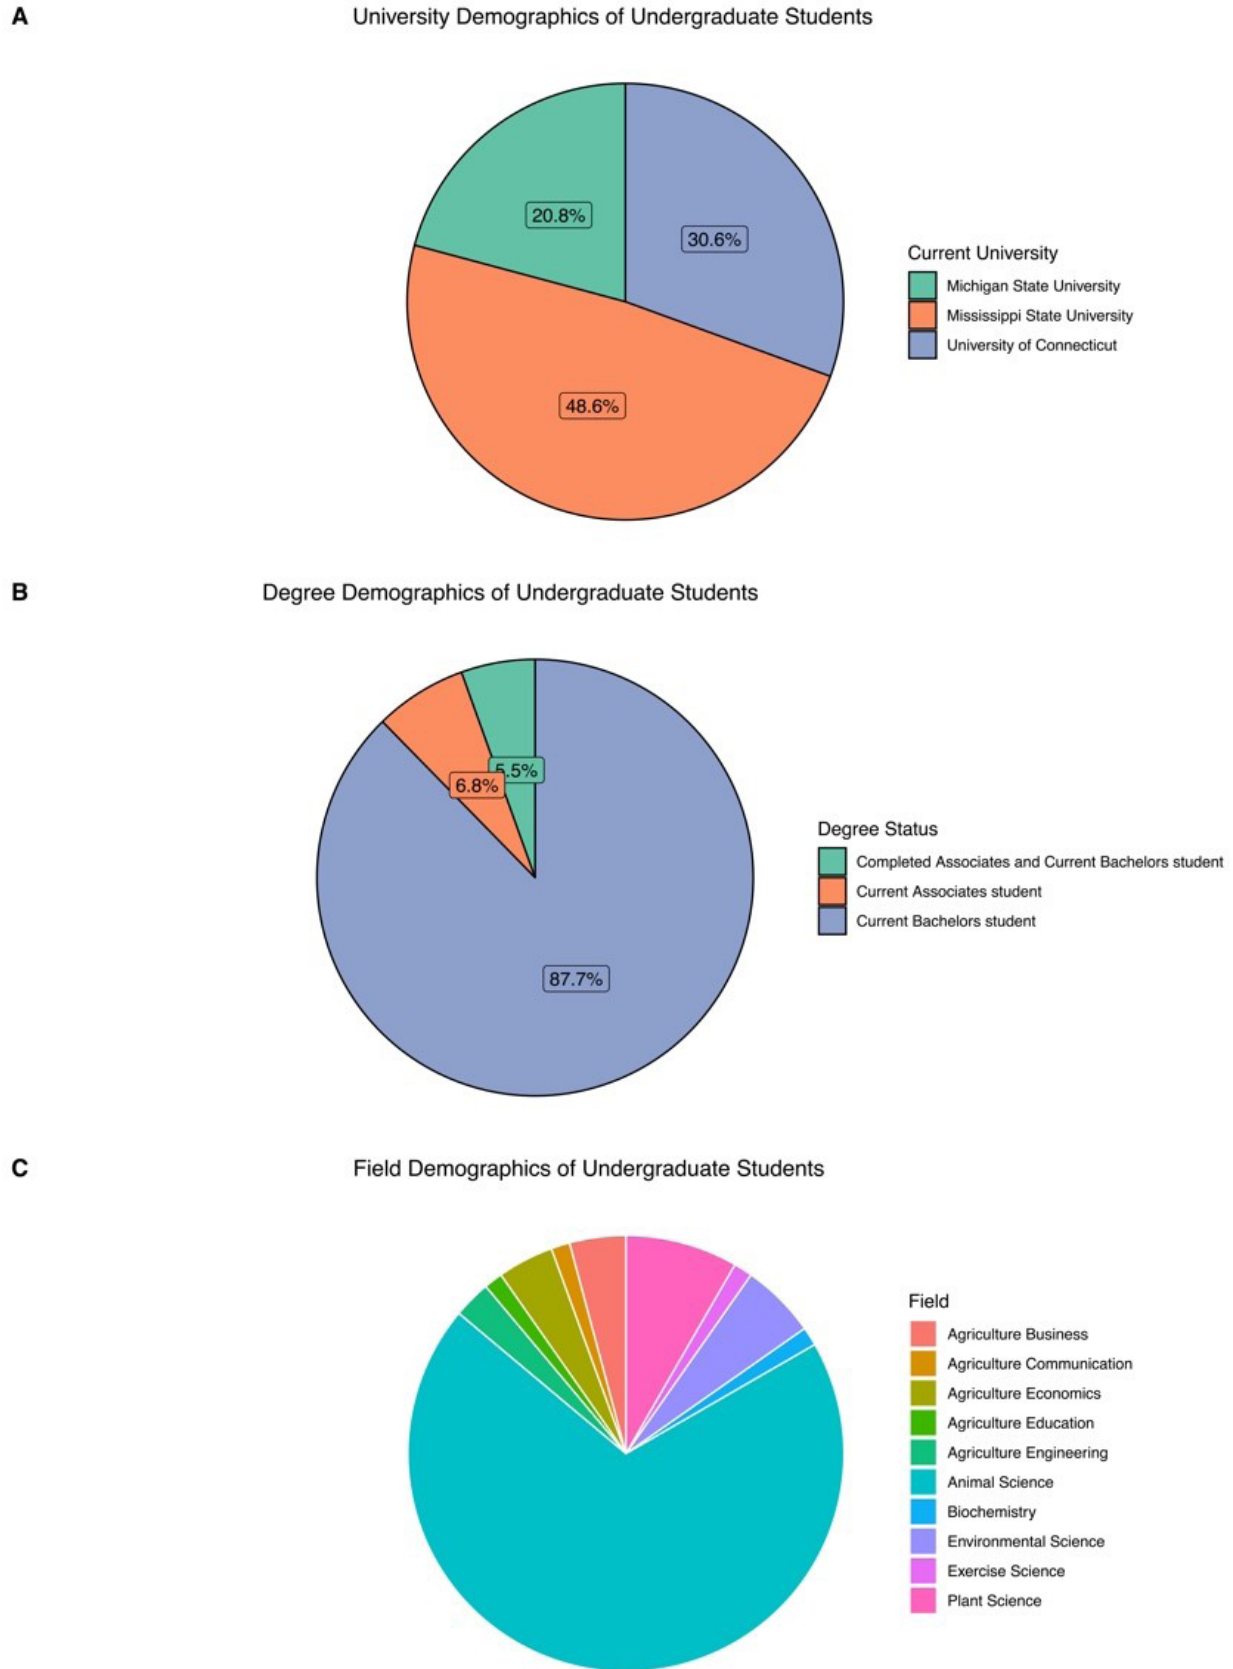 A
University Demographics of Undergraduate Students
20.8%
30.6%
48.6%
Current University
Michigan State University
Mississippi State University
University of Connecticut
B
Degree Demographics of Undergraduate Students
5.5%
6.8%
87.7%
Degree Status
Completed Associates and Current Bachelors student
Current Associates student
Current Bachelors student
C
Field Demographics of Undergraduate Students
Field
Agriculture Business
Agriculture Communication
Agriculture Economics
Agriculture Education
Agriculture Engineering
Animal Science
Biochemistry
Environmental Science
Exercise Science
Plant Science